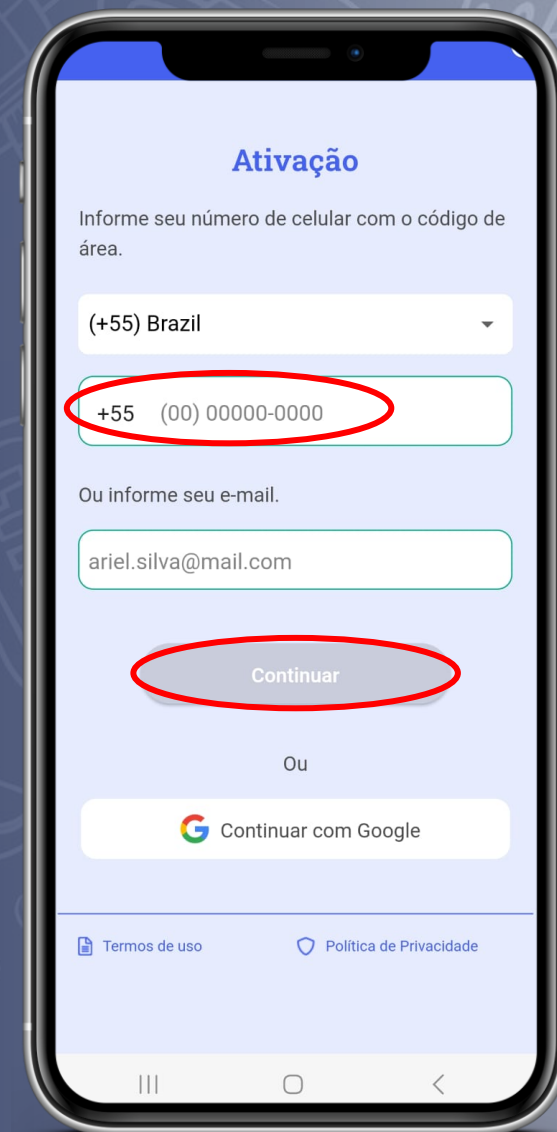 Ativação
Informe seu número de celular com o código de
área.
(+55) Brazil
+55 (00) 00000-0000
Ou informe seu e-mail.
ariel.silva@mail.com
Continuar
Ou
Continuar com Google
Termos de uso Política de Privacidade